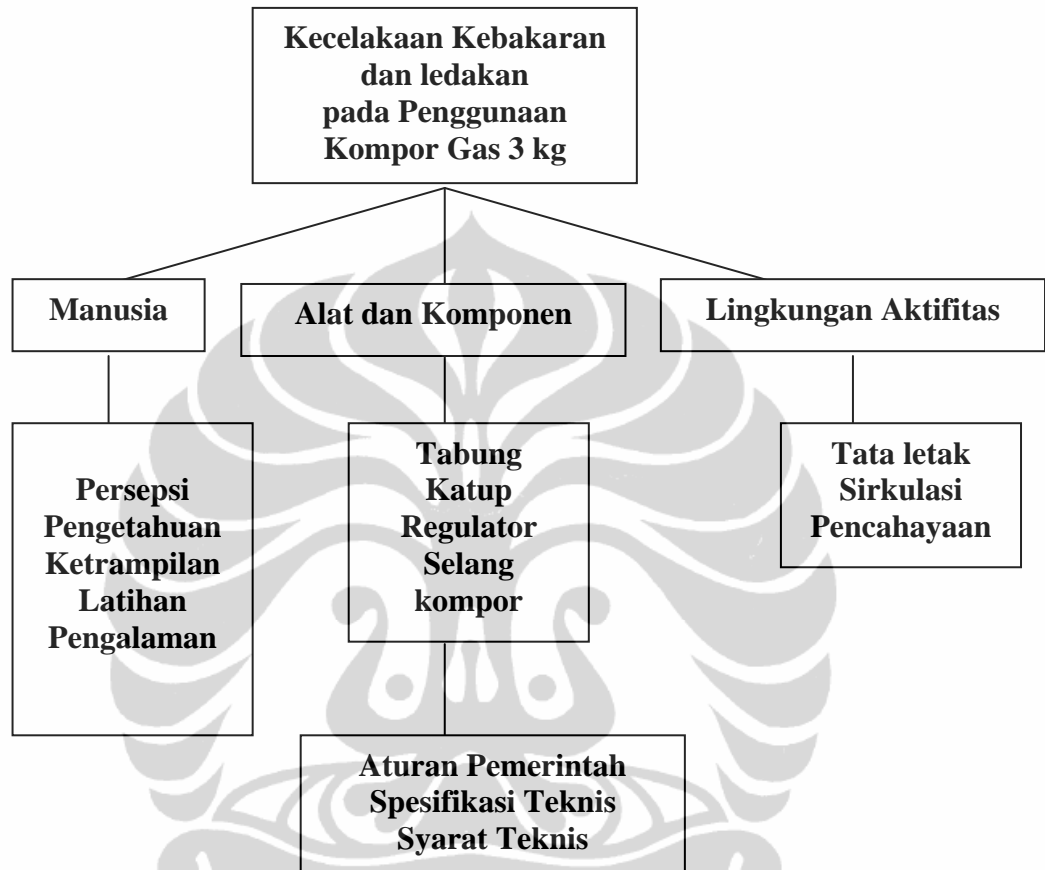 Kecelakaan Kebakaran
dan ledakan
pada Penggunaan
Kompor Gas 3 kg
Manusia
Alat dan Komponen
Lingkungan Aktifitas
Persepsi
Pengetahuan
Ketrampilan
Latihan
Pengalaman
Tabung
Katup
Regulator
Selang
kompor
Tata letak
Sirkulasi
Pencahayaan
Aturan Pemerintah
Spesifikasi Teknis
Syarat Teknis